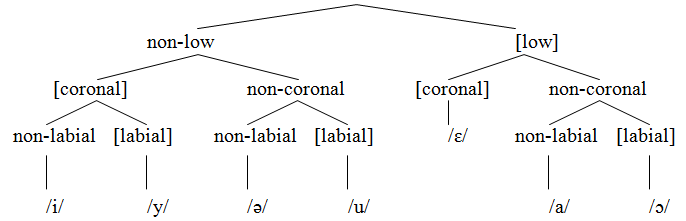 non-low [low]
[coronal] non-coronal [coronal] non-coronal
non-labial [labial] non-labial [labial] /ɛ/ non-labial [labial]
/i/ /y/ /ə/ /u/ /a/ /ɔ/